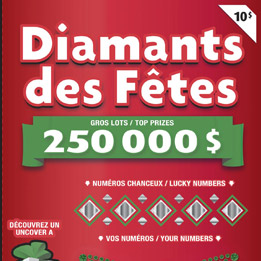 10$
Diamants
des Fêtes
GROS LOTS / TOP PRIZES
250 000 $
NUMÉROS CHANCEUX / LUCKY NUMBERS
DÉCOUVREZ UN
UNCOVER A
VOS NUMÉROS / YOUR NUMBERS